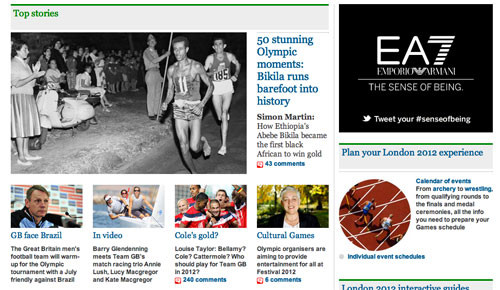 Top stories
50 stunning
Olympic
moments:
Bikila runs
barefoot into
history
Simon Martin:
How Ethiopia's
Abebe Bikila became
the first black
African to win gold
43 comments
GB face Brazil
The Great Britain men's
football team will warm-
up for the Olympic
tournament with a July
friendly against Brazil
In video
Barry Glendenning
meets Team GB's
match racing trio Annie
Lush, Lucy Macgregor
and Kate Macgregor
Cole's gold?
Louise Taylor: Bellamy?
Cole? Cattermole? Who
should play for Team GB
in 2012?
240 comments
Cultural Games
Olympic organisers are
aiming to provide
entertainment for all at
Festival 2012
6 comments
EA7
EMPORIO ARMANI
THE SENSE OF BEING.
Tweet your #senseofbeing
Plan your London 2012 experience
Calendar of events
From archery to wrestling,
from qualifying rounds to
the finals and medal
ceremonies, all the info
you need to prepare your
Games schedule
Individual event schedules
London 2012 interactive guides
185